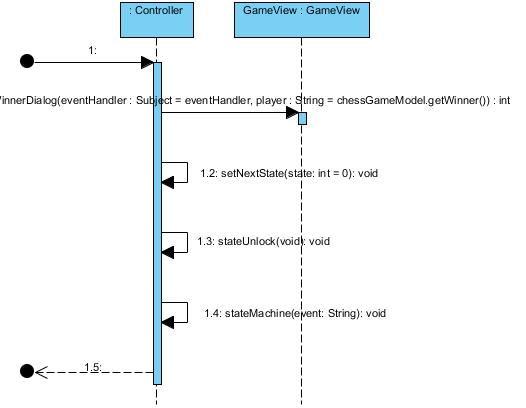 : Controller
GameView : GameView
1:
InnerDialog(eventHandler : Subject = eventHandler, player : String = chessGameModel.getWinner()) : int
1.2: setNextState(state: int = 0): void
1.3: stateUnlock(void): void
1.4: stateMachine(event: String): void
1.5: